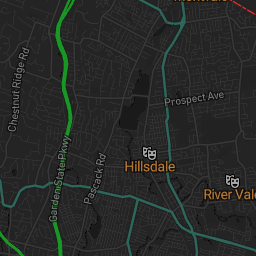 Prospect Ave
Chestnut Ridge Rd
Hillsdale
Garden State Pkwy
Pascack Rd
River Vale